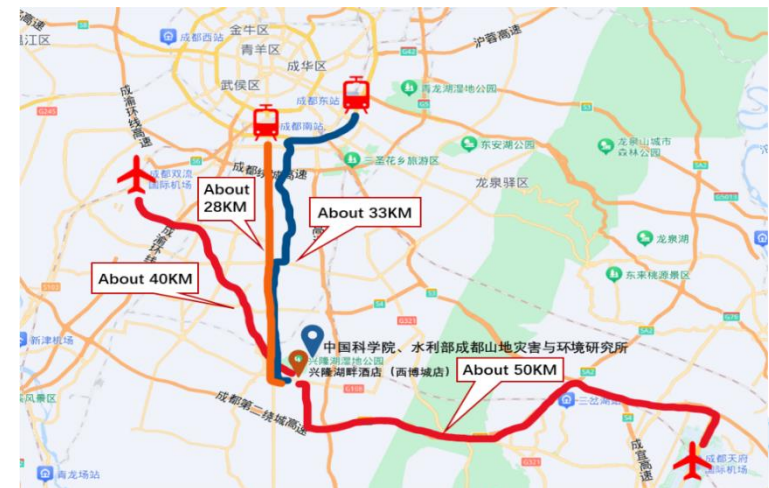 金牛区
成都西站
青羊区
沪蓉高速
温江区
成华区
武侯区
成都东站
青龙湖湿地公园
成都南站
成渝环线高速
东安湖公园
龙泉山城市
森林公园
三圣花乡旅游区
成都双流
国际机场
About
28KM
龙泉驿区
About 33KM
龙泉湖
About 40KM
东来桃源景区
新津机场
中国科学院、水利部成都山地灾害与环境研究所
兴隆湖湿地公园
兴隆湖畔酒店（西博城店）
About 50KM
成都第二绕城高速
三岔湖站
风景区
成宜高速
成都天府
国际机场
青龙场站